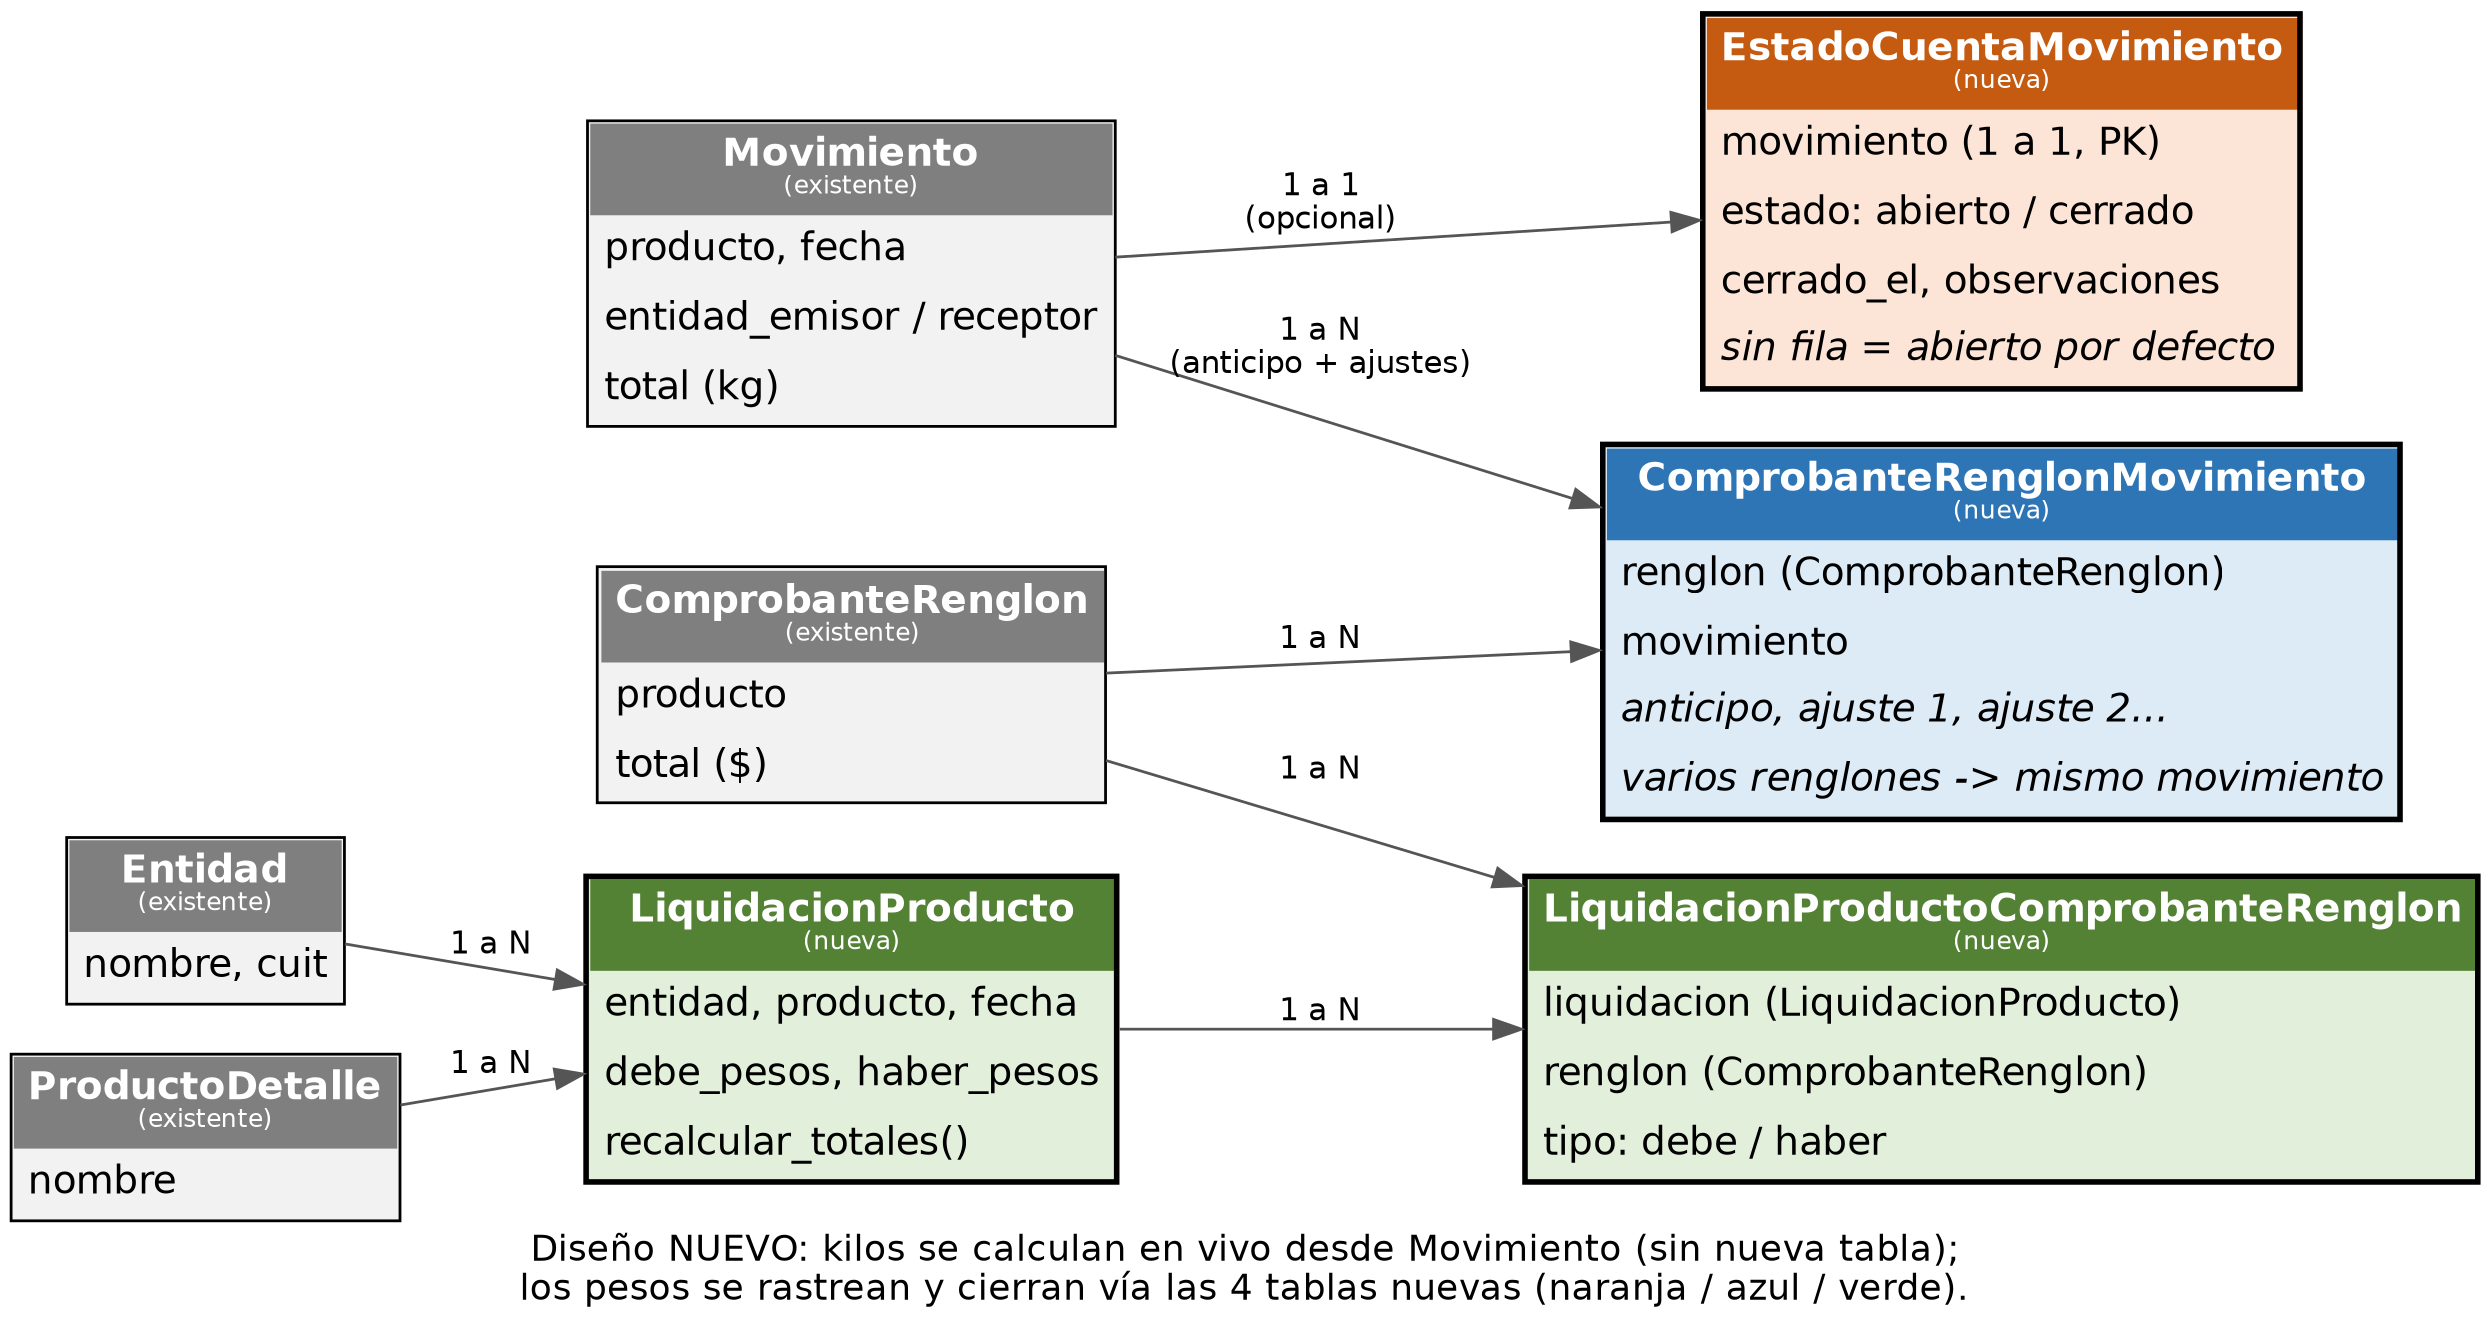 EstadoCuentaMovimiento
(nueva)
movimiento (1 a 1, PK)
estado: abierto / cerrado
cerrado_el, observaciones
sin fila = abierto por defecto
Movimiento
(existente)
producto, fecha
entidad_emisor / receptor
total (kg)
1 a 1
(opcional)
1 a N
(anticipo + ajustes)
ComprobanteRenglonMovimiento
(nueva)
renglon (ComprobanteRenglon)
movimiento
anticipo, ajuste 1, ajuste 2...
varios renglones -> mismo movimiento
ComprobanteRenglon
(existente)
producto
total ($)
1 a N
1 a N
Entidad
(existente)
nombre, cuit
1 a N
ProductoDetalle
(existente)
nombre
1 a N
LiquidacionProducto
(nueva)
entidad, producto, fecha
debe_pesos, haber_pesos
recalcular_totales()
1 a N
LiquidacionProductoComprobanteRenglon
(nueva)
liquidacion (LiquidacionProducto)
renglon (ComprobanteRenglon)
tipo: debe / haber
Diseño NUEVO: kilos se calculan en vivo desde Movimiento (sin nueva tabla);
los pesos se rastrean y cierran vía las 4 tablas nuevas (naranja / azul / verde).